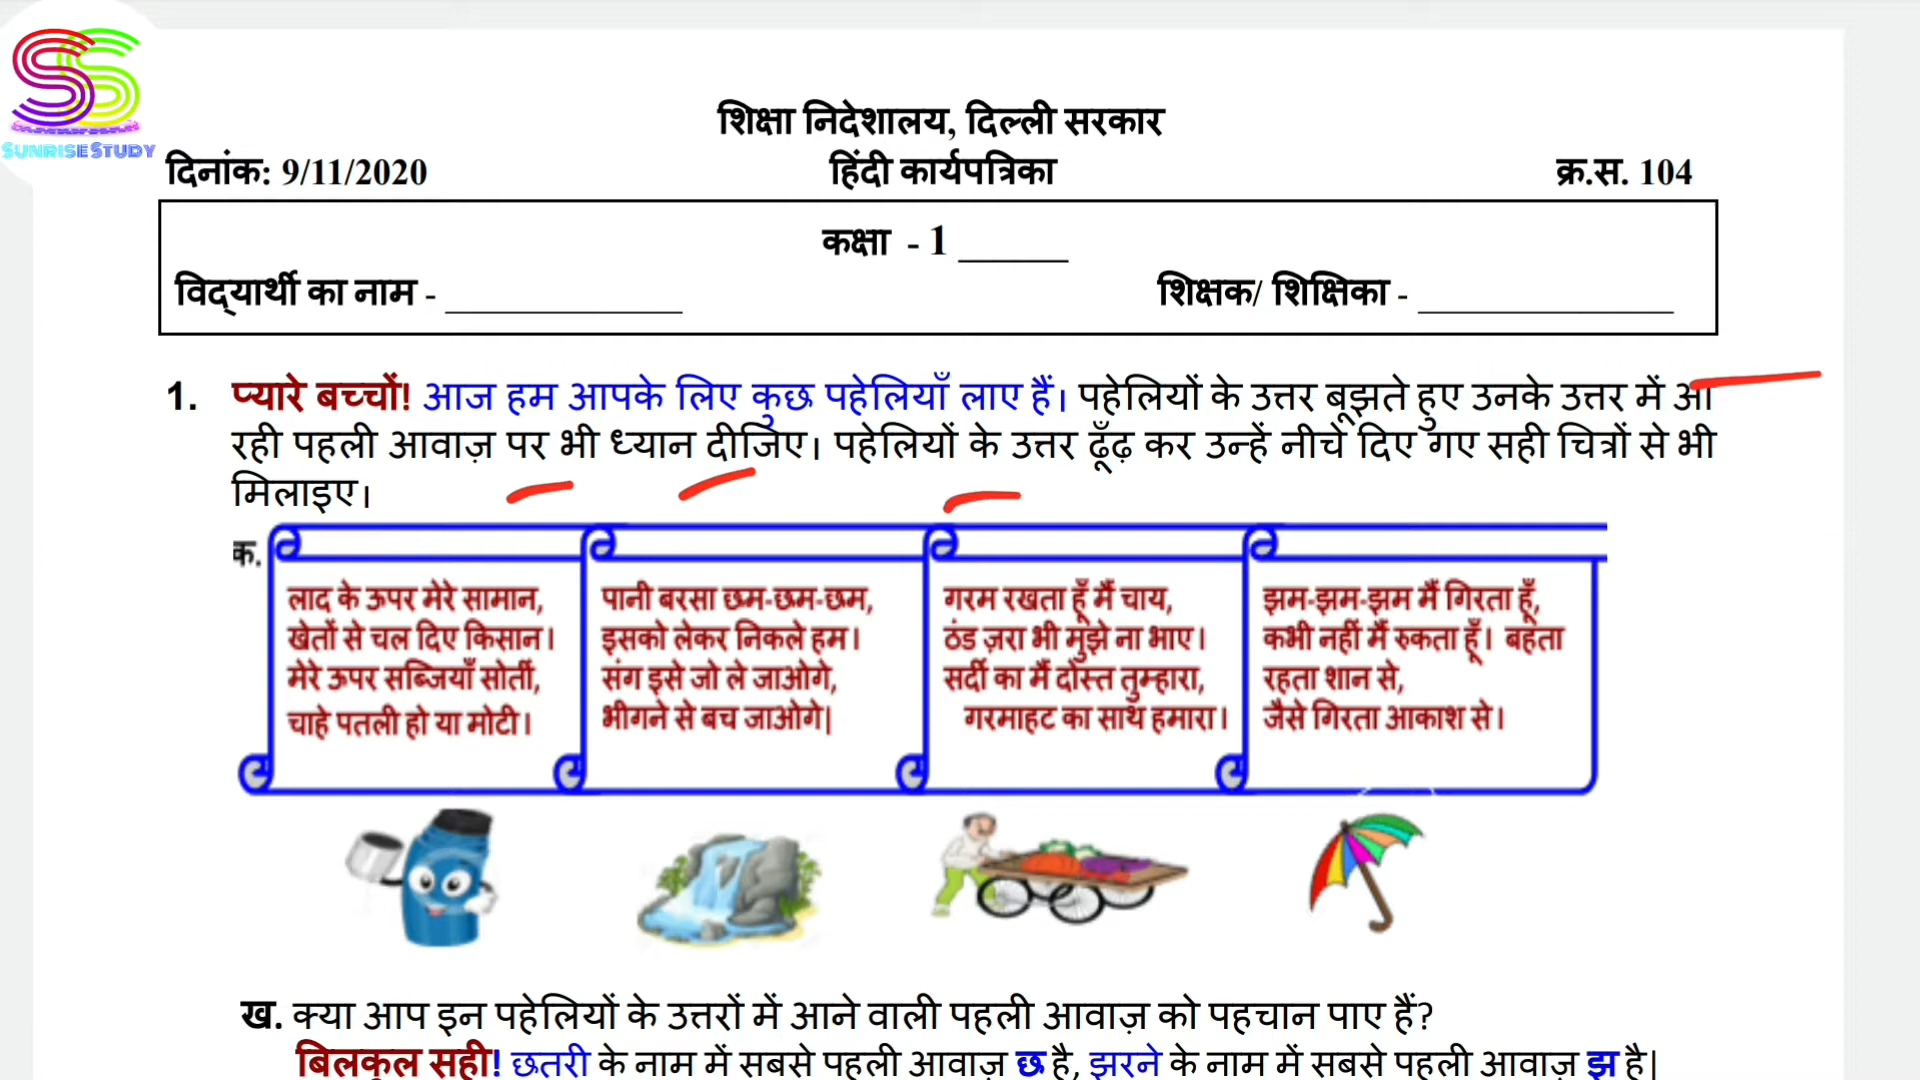 SUNRISE STUDY
शिक्षा निदेशालय, दिल्ली सरकार
दिनांक: 9/11/2020 हिंदी कार्यपत्रिका क्र.स. 104
कक्षा - 1 ______
विद्यार्थी का नाम - _____________ शिक्षक/ शिक्षिका - ______________
1. प्यारे बच्चों! आज हम आपके लिए कुछ पहेलियाँ लाए हैं। पहेलियों के उत्तर बूझते हुए उनके उत्तर में आ
रही पहली आवाज़ पर भी ध्यान दीजिए। पहेलियों के उत्तर ढूँढ़ कर उन्हें नीचे दिए गए सही चित्रों से भी
मिलाइए।
क.
लाद के ऊपर मेरे सामान,
खेतों से चल दिए किसान।
मेरे ऊपर सब्जियाँ सोतीं,
चाहे पतली हो या मोटी।
पानी बरसा छम-छम-छम,
इसको लेकर निकले हम।
संग इसे जो ले जाओगे,
भीगने से बच जाओगे|
गरम रखता हूँ मैं चाय,
ठंड ज़रा भी मुझे ना भाए।
सर्दी का मैं दोस्त तुम्हारा,
गरमाहट का साथ हमारा।
झम-झम-झम मैं गिरता हूँ,
कभी नहीं मैं रुकता हूँ। बहता
रहता शान से,
जैसे गिरता आकाश से।
ख. क्या आप इन पहेलियों के उत्तरों में आने वाली पहली आवाज़ को पहचान पाए हैं?
बिलकुल सही! छतरी के नाम में सबसे पहली आवाज़ छ है, झरने के नाम में सबसे पहली आवाज़ झ है|